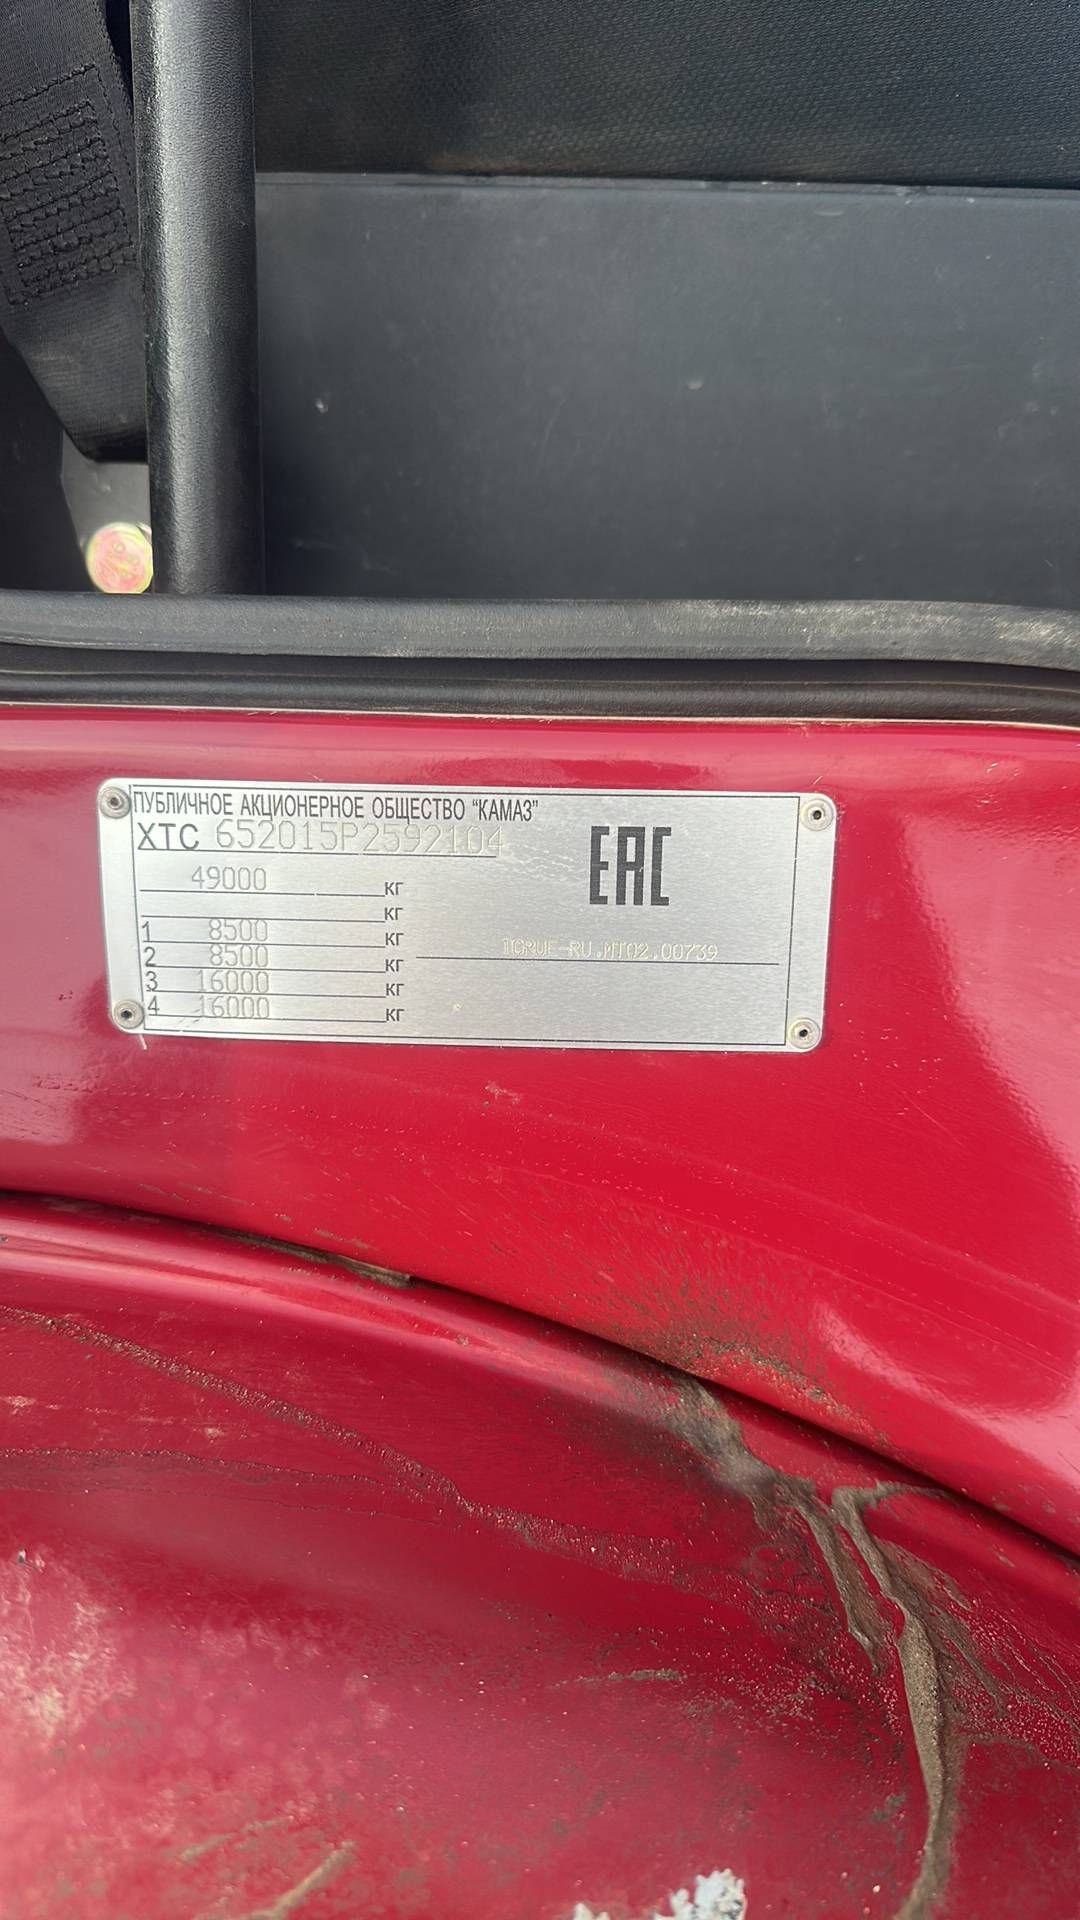 ПУБЛИЧНОЕ АКЦИОНЕРНОЕ ОБЩЕСТВО "КАМАЗ"
XTC 652015P2592104
EAC
49000 КГ
КГ
1 8500 КГ
2 8500 КГ
3 16000 КГ
4 16000 КГ
TCRUE-RU.MT02.00739